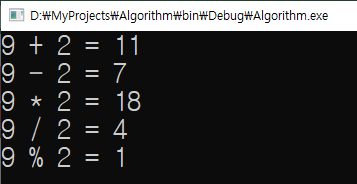 D:₩MyProjects₩Algorithm₩bin₩Debug₩Algorithm.exe
9 + 2 = 11
9 - 2 = 7
9 * 2 = 18
9 / 2 = 4
9 % 2 = 1